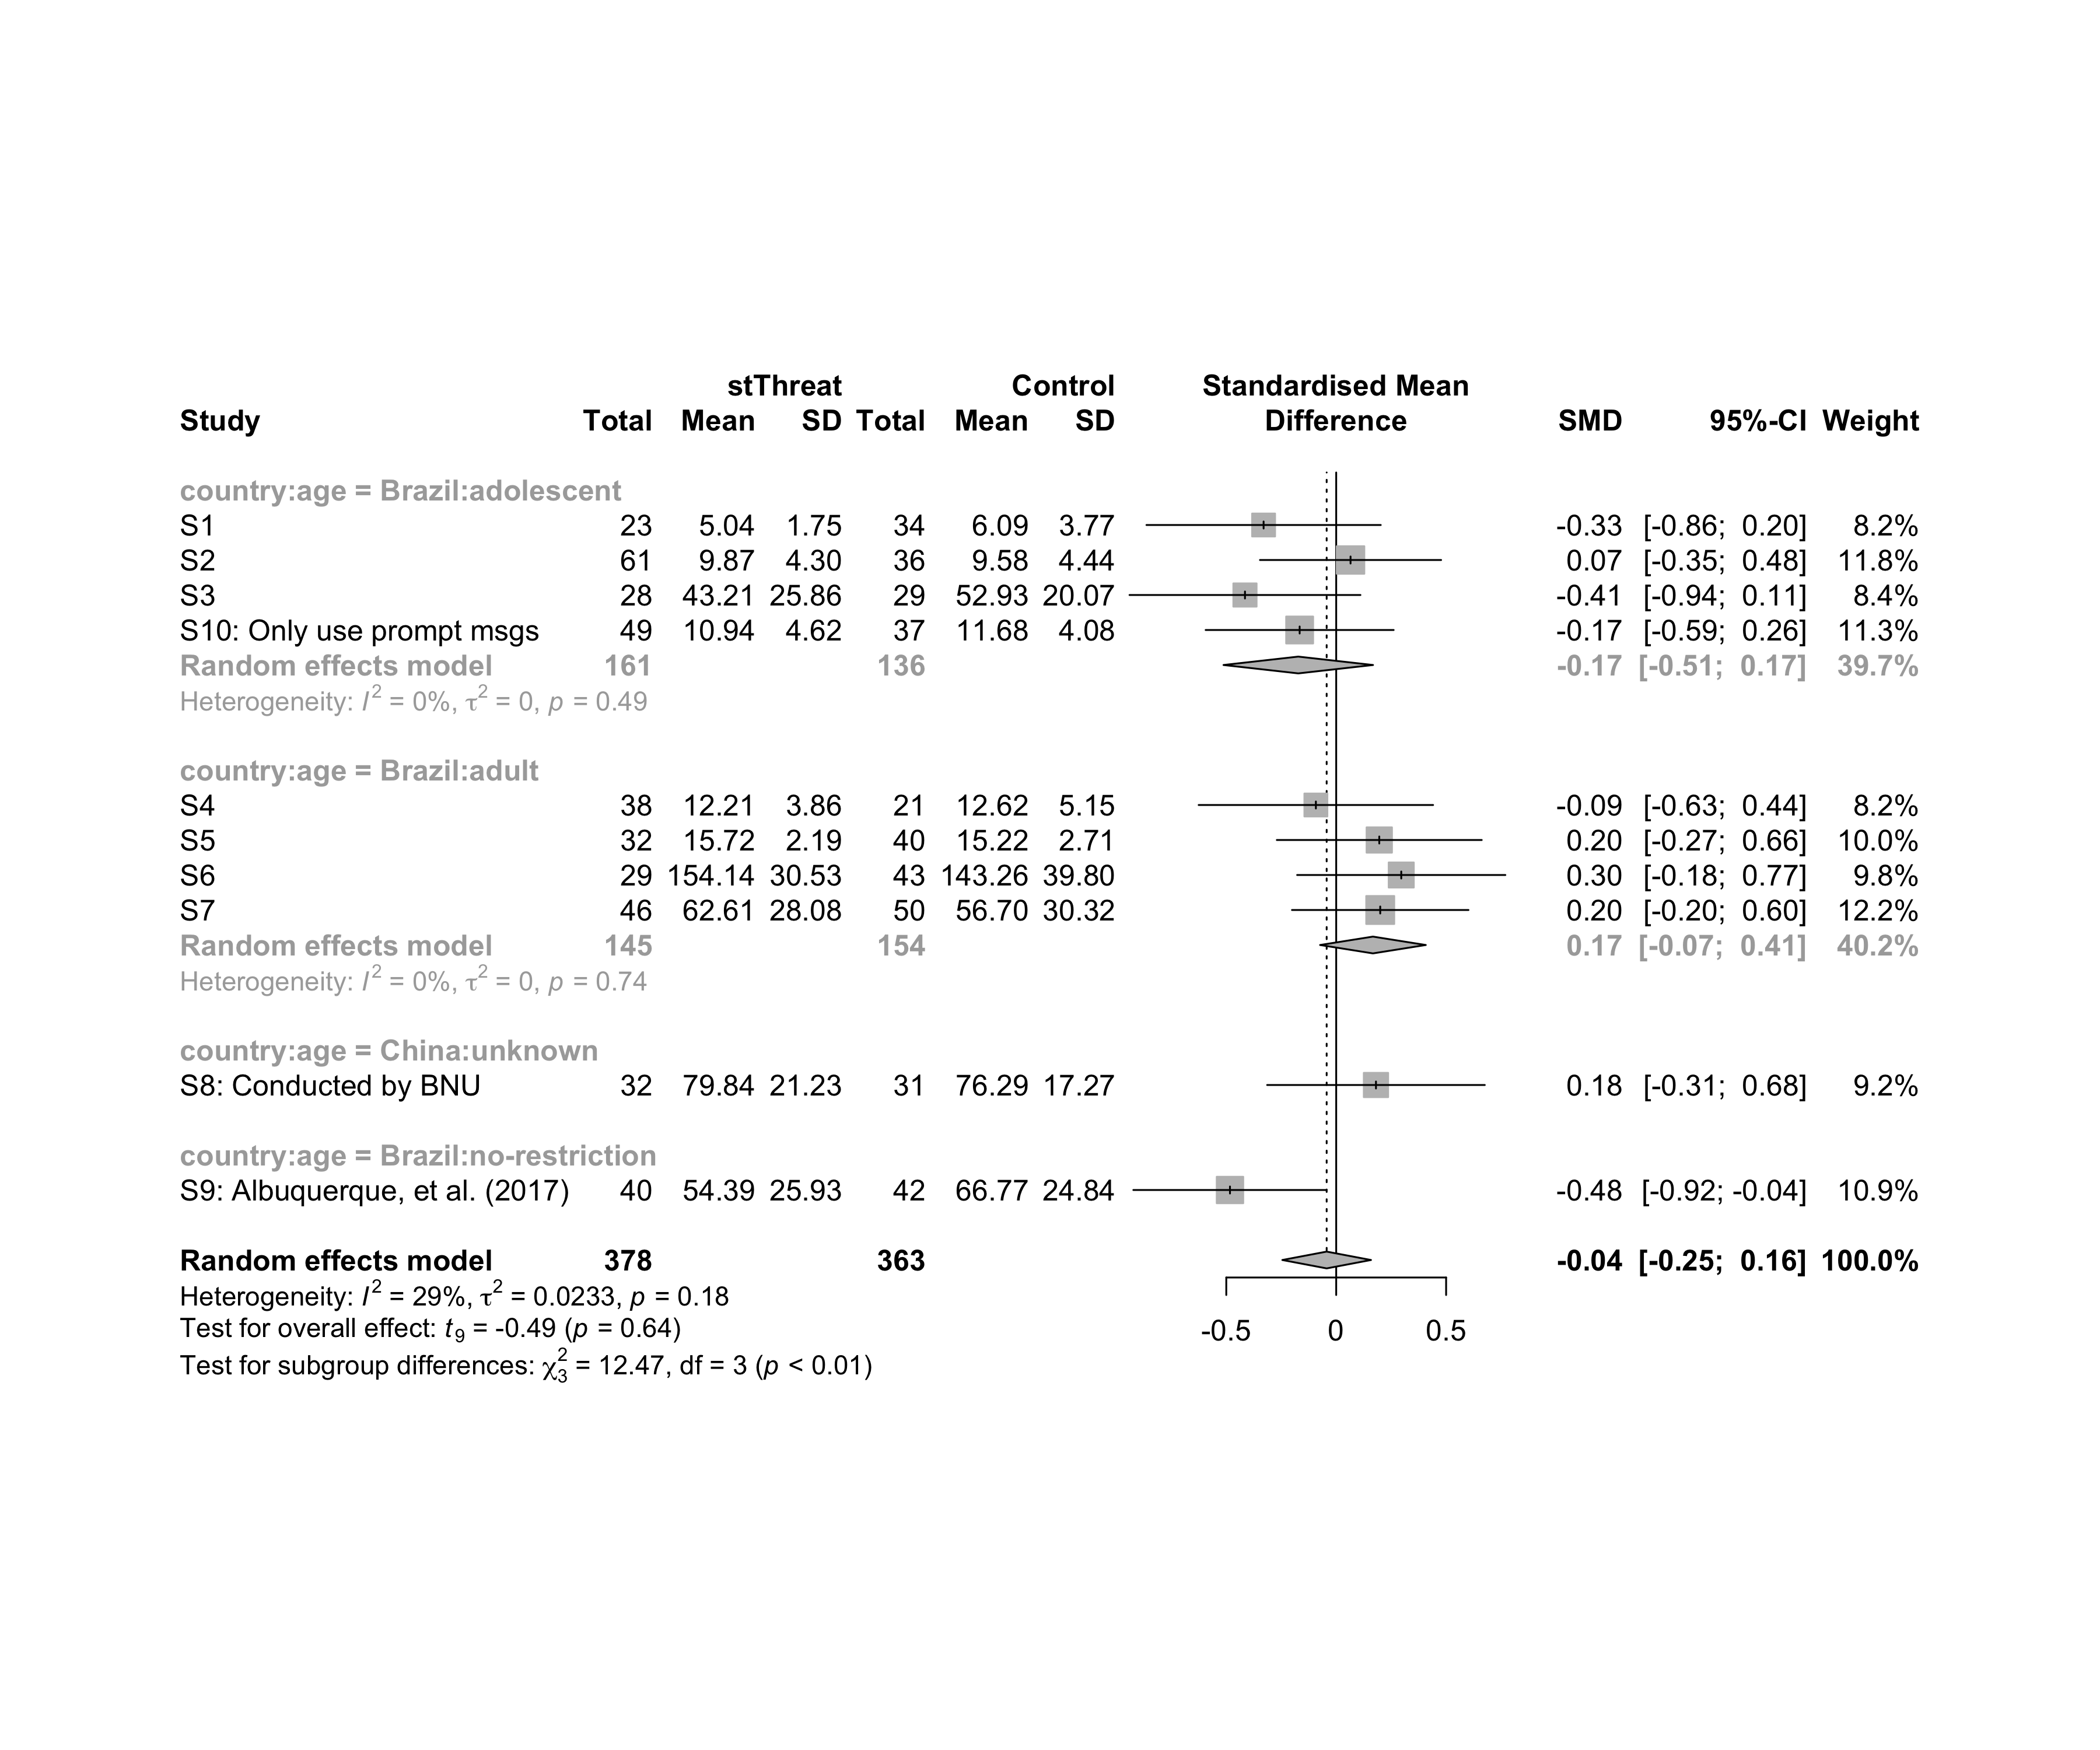 stThreat Control Standardised Mean
Study Total Mean SD Total Mean SD Difference SMD 95%-CI Weight
country:age = Brazil:adolescent
S1 23 5.04 1.75 34 6.09 3.77 -0.33 [-0.86; 0.20] 8.2%
S2 61 9.87 4.30 36 9.58 4.44 0.07 [-0.35; 0.48] 11.8%
S3 28 43.21 25.86 29 52.93 20.07 -0.41 [-0.94; 0.11] 8.4%
S10: Only use prompt msgs 49 10.94 4.62 37 11.68 4.08 -0.17 [-0.59; 0.26] 11.3%
Random effects model 161 136 -0.17 [-0.51; 0.17] 39.7%
Heterogeneity: I² = 0%, τ² = 0, p = 0.49
country:age = Brazil:adult
S4 38 12.21 3.86 21 12.62 5.15 -0.09 [-0.63; 0.44] 8.2%
S5 32 15.72 2.19 40 15.22 2.71 0.20 [-0.27; 0.66] 10.0%
S6 29 154.14 30.53 43 143.26 39.80 0.30 [-0.18; 0.77] 9.8%
S7 46 62.61 28.08 50 56.70 30.32 0.20 [-0.20; 0.60] 12.2%
Random effects model 145 154 0.17 [-0.07; 0.41] 40.2%
Heterogeneity: I² = 0%, τ² = 0, p = 0.74
country:age = China:unknown
S8: Conducted by BNU 32 79.84 21.23 31 76.29 17.27 0.18 [-0.31; 0.68] 9.2%
country:age = Brazil:no-restriction
S9: Albuquerque, et al. (2017) 40 54.39 25.93 42 66.77 24.84 -0.48 [-0.92; -0.04] 10.9%
Random effects model 378 363 -0.04 [-0.25; 0.16] 100.0%
Heterogeneity: I² = 29%, τ² = 0.0233, p = 0.18
Test for overall effect: t₉ = -0.49 (p = 0.64)
-0.5 0 0.5
Test for subgroup differences: χ²₃ = 12.47, df = 3 (p < 0.01)